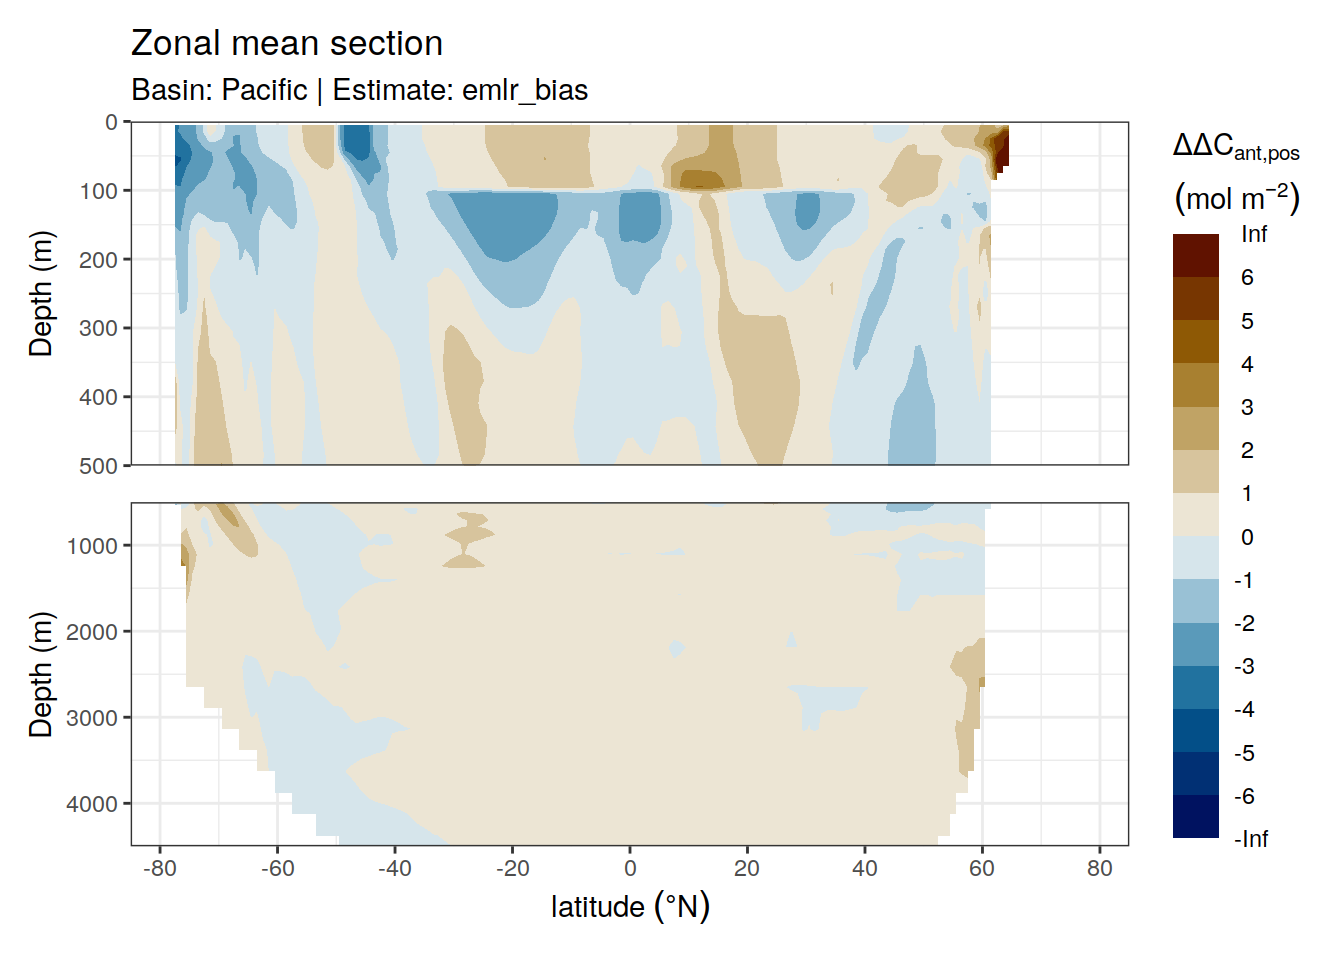 Zonal mean section
Basin: Pacific | Estimate: emlr_bias
0
100
200
300
400
500
Depth (m)
1000
2000
3000
4000
Depth (m)
-80 -60 -40 -20 0 20 40 60 80
latitude (°N)
ΔΔC_ant,pos
(mol m⁻²)
Inf
6
5
4
3
2
1
0
-1
-2
-3
-4
-5
-6
-Inf